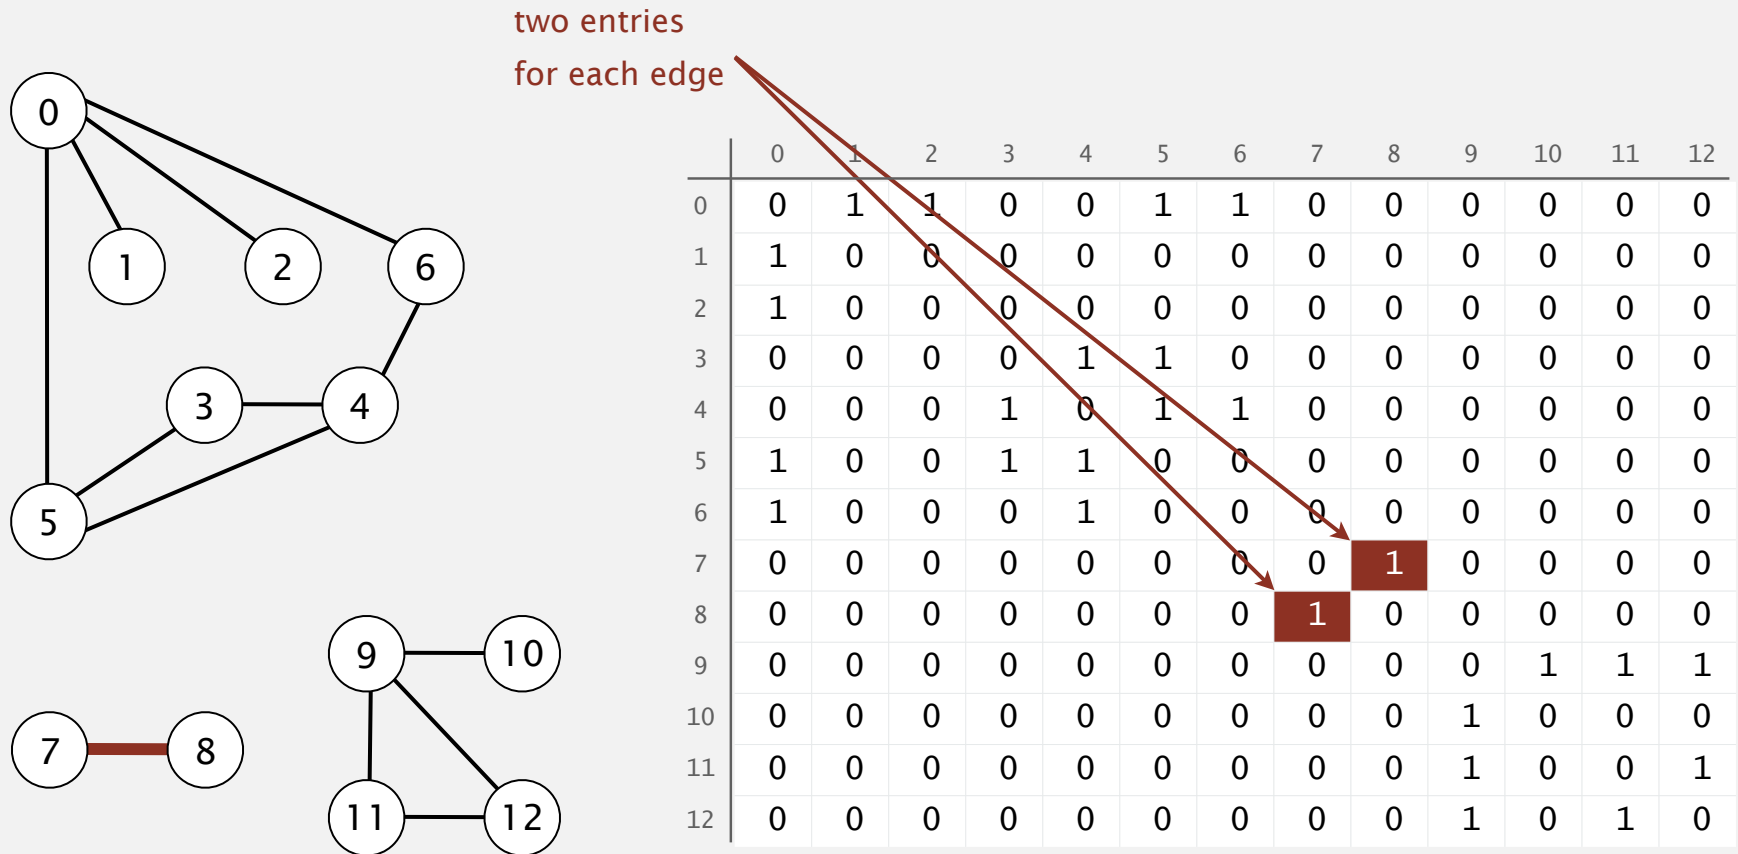 two entries
for each edge
0
1
2
6
3
4
5
9
10
7
8
11
12
0 1 2 3 4 5 6 7 8 9 10 11 12
0 0 1 1 0 0 1 1 0 0 0 0 0 0
1 1 0 0 0 0 0 0 0 0 0 0 0 0
2 1 0 0 0 0 0 0 0 0 0 0 0 0
3 0 0 0 0 1 1 0 0 0 0 0 0 0
4 0 0 0 1 0 1 1 0 0 0 0 0 0
5 1 0 0 1 1 0 0 0 0 0 0 0 0
6 1 0 0 0 1 0 0 0 0 0 0 0 0
7 0 0 0 0 0 0 0 0 1 0 0 0 0
8 0 0 0 0 0 0 0 1 0 0 0 0 0
9 0 0 0 0 0 0 0 0 0 0 1 1 1
10 0 0 0 0 0 0 0 0 0 1 0 0 0
11 0 0 0 0 0 0 0 0 0 1 0 0 1
12 0 0 0 0 0 0 0 0 0 1 0 1 0